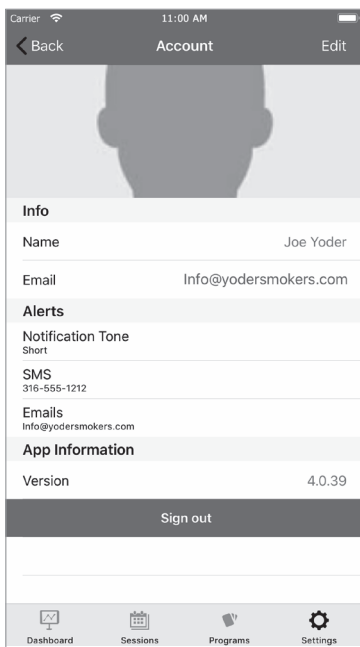 Carrier 11:00 AM
Back Account Edit
Info
Name Joe Yoder
Email Info@yodersmokers.com
Alerts
Notification Tone
Short
SMS
316-555-1212
Emails
Info@yodersmokers.com
App Information
Version 4.0.39
Sign out
Dashboard Sessions Programs Settings